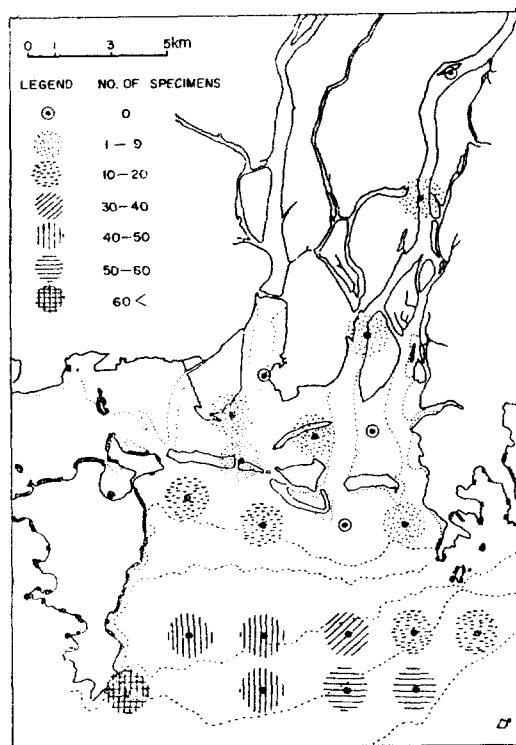 0 1 3 5km
LEGEND NO. OF SPECIMENS
0
1 – 9
10 – 20
30 – 40
40 – 50
50 – 60
60 <